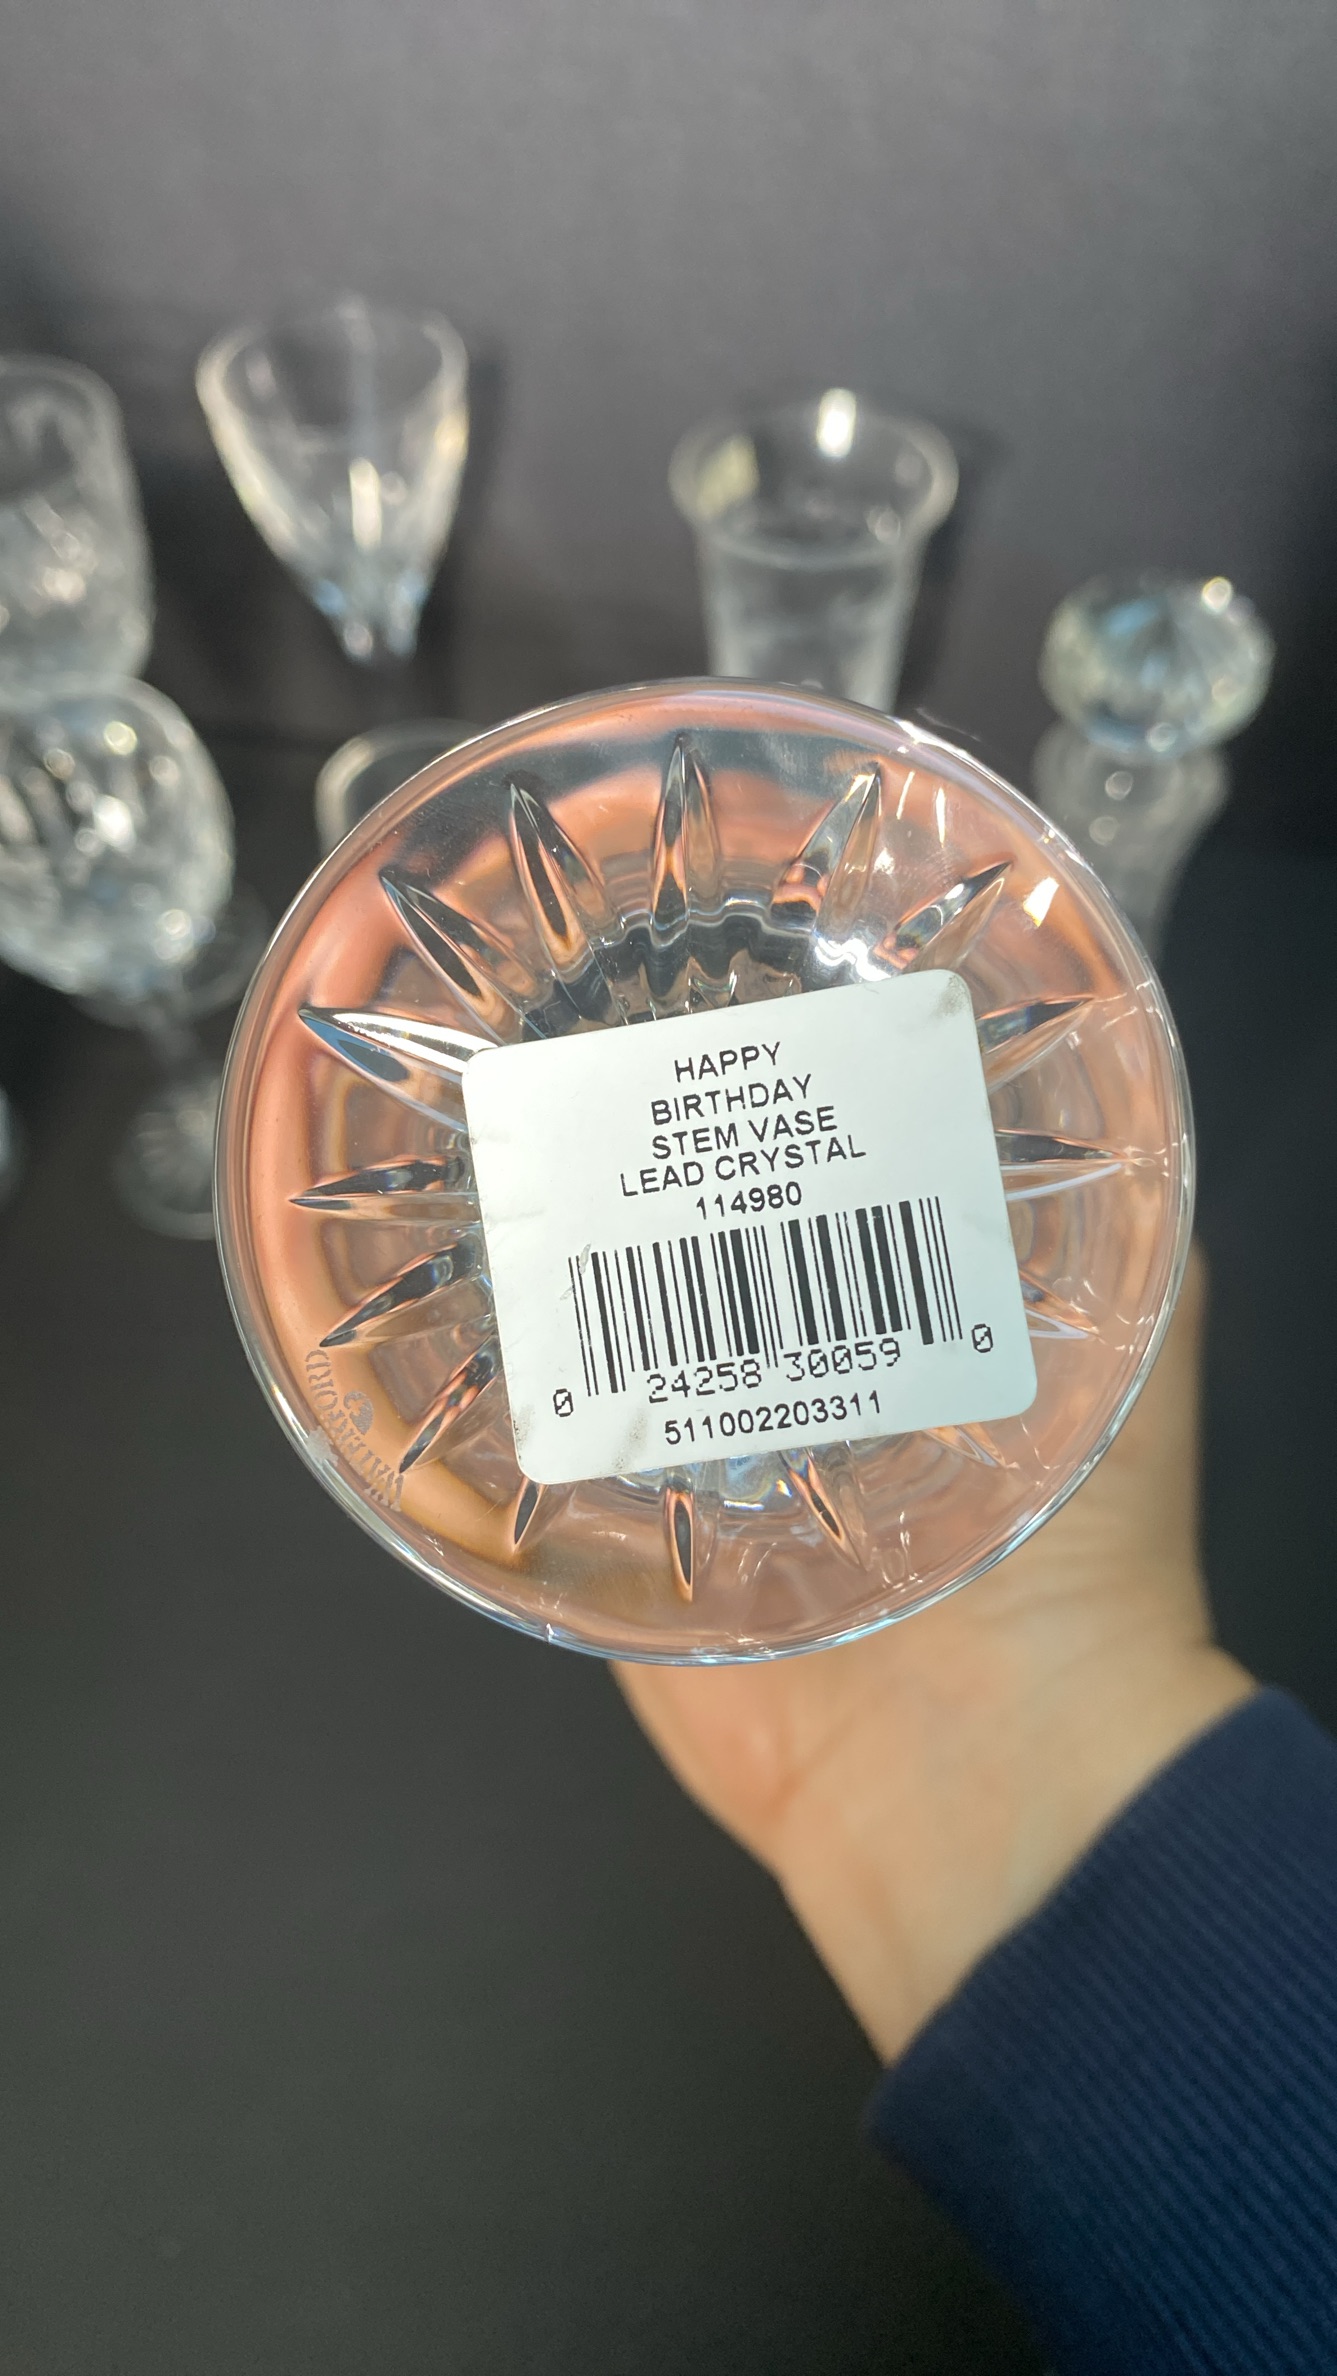 HAPPY
BIRTHDAY
STEM VASE
LEAD CRYSTAL
114980
0 24258 30059 0
511002203311
WATERFORD